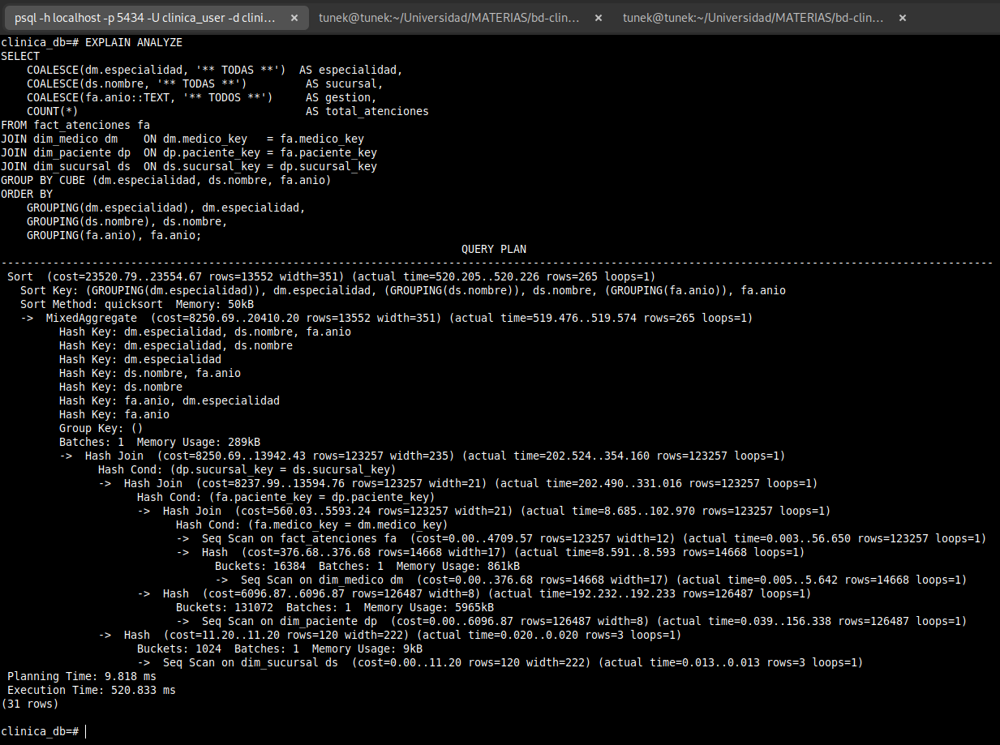 psql -h localhost -p 5434 -U clinica_user -d clini... × tunek@tunek:~/Universidad/MATERIAS/bd-clin... × tunek@tunek:~/Universidad/MATERIAS/bd-clin... ×
clinica_db=# EXPLAIN ANALYZE
SELECT
    COALESCE(dm.especialidad, '** TODAS **')  AS especialidad,
    COALESCE(ds.nombre, '** TODAS **')         AS sucursal,
    COALESCE(fa.anio::TEXT, '** TODOS **')     AS gestion,
    COUNT(*)                                   AS total_atenciones
FROM fact_atenciones fa
JOIN dim_medico dm    ON dm.medico_key   = fa.medico_key
JOIN dim_paciente dp  ON dp.paciente_key = fa.paciente_key
JOIN dim_sucursal ds  ON ds.sucursal_key = dp.sucursal_key
GROUP BY CUBE (dm.especialidad, ds.nombre, fa.anio)
ORDER BY
    GROUPING(dm.especialidad), dm.especialidad,
    GROUPING(ds.nombre), ds.nombre,
    GROUPING(fa.anio), fa.anio;
                                                                       QUERY PLAN
---------------------------------------------------------------------------------------------------------------------------------------------------------
 Sort  (cost=23520.79..23554.67 rows=13552 width=351) (actual time=520.205..520.226 rows=265 loops=1)
   Sort Key: (GROUPING(dm.especialidad)), dm.especialidad, (GROUPING(ds.nombre)), ds.nombre, (GROUPING(fa.anio)), fa.anio
   Sort Method: quicksort  Memory: 50kB
   ->  MixedAggregate  (cost=8250.69..20410.20 rows=13552 width=351) (actual time=519.476..519.574 rows=265 loops=1)
         Hash Key: dm.especialidad, ds.nombre, fa.anio
         Hash Key: dm.especialidad, ds.nombre
         Hash Key: dm.especialidad
         Hash Key: ds.nombre, fa.anio
         Hash Key: ds.nombre
         Hash Key: fa.anio, dm.especialidad
         Hash Key: fa.anio
         Group Key: ()
         Batches: 1  Memory Usage: 289kB
         ->  Hash Join  (cost=8250.69..13942.43 rows=123257 width=235) (actual time=202.524..354.160 rows=123257 loops=1)
               Hash Cond: (dp.sucursal_key = ds.sucursal_key)
               ->  Hash Join  (cost=8237.99..13594.76 rows=123257 width=21) (actual time=202.490..331.016 rows=123257 loops=1)
                     Hash Cond: (fa.paciente_key = dp.paciente_key)
                     ->  Hash Join  (cost=560.03..5593.24 rows=123257 width=21) (actual time=8.685..102.970 rows=123257 loops=1)
                           Hash Cond: (fa.medico_key = dm.medico_key)
                           ->  Seq Scan on fact_atenciones fa  (cost=0.00..4709.57 rows=123257 width=12) (actual time=0.003..56.650 rows=123257 loops=1)
                           ->  Hash  (cost=376.68..376.68 rows=14668 width=17) (actual time=8.591..8.593 rows=14668 loops=1)
                                 Buckets: 16384  Batches: 1  Memory Usage: 861kB
                                 ->  Seq Scan on dim_medico dm  (cost=0.00..376.68 rows=14668 width=17) (actual time=0.005..5.642 rows=14668 loops=1)
                     ->  Hash  (cost=6096.87..6096.87 rows=126487 width=8) (actual time=192.232..192.233 rows=126487 loops=1)
                           Buckets: 131072  Batches: 1  Memory Usage: 5965kB
                           ->  Seq Scan on dim_paciente dp  (cost=0.00..6096.87 rows=126487 width=8) (actual time=0.039..156.338 rows=126487 loops=1)
               ->  Hash  (cost=11.20..11.20 rows=120 width=222) (actual time=0.020..0.020 rows=3 loops=1)
                     Buckets: 1024  Batches: 1  Memory Usage: 9kB
                     ->  Seq Scan on dim_sucursal ds  (cost=0.00..11.20 rows=120 width=222) (actual time=0.013..0.013 rows=3 loops=1)
 Planning Time: 9.818 ms
 Execution Time: 520.833 ms
(31 rows)
clinica_db=#